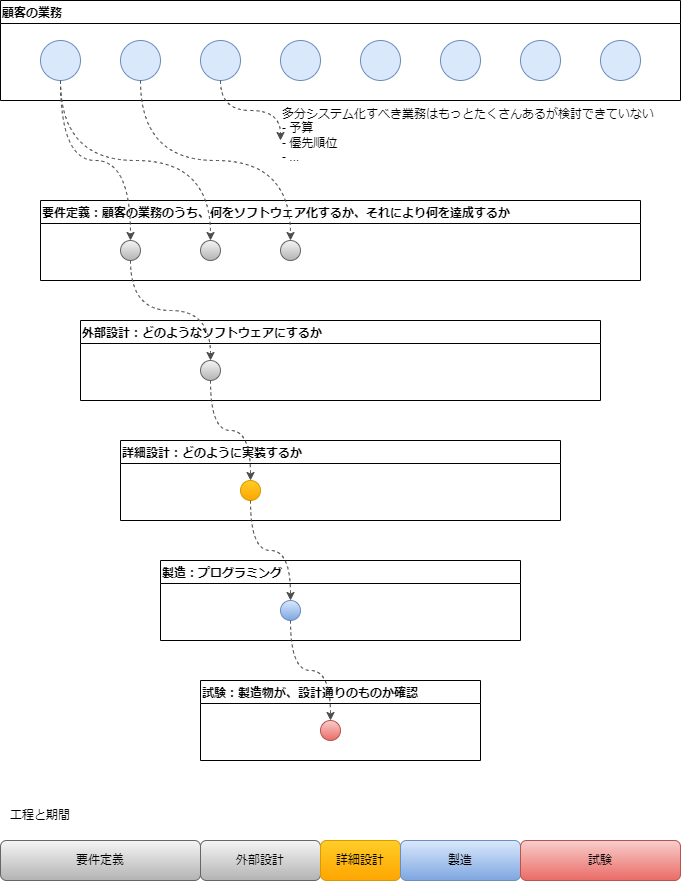 顧客の業務
多分システム化すべき業務はもっとたくさんあるが検討できていない
- 予算
- 優先順位
- ...
要件定義：顧客の業務のうち、何をソフトウェア化するか、それにより何を達成するか
外部設計：どのようなソフトウェアにするか
詳細設計：どのように実装するか
製造：プログラミング
試験：製造物が、設計通りのものか確認
工程と期間
要件定義
外部設計
詳細設計
製造
試験